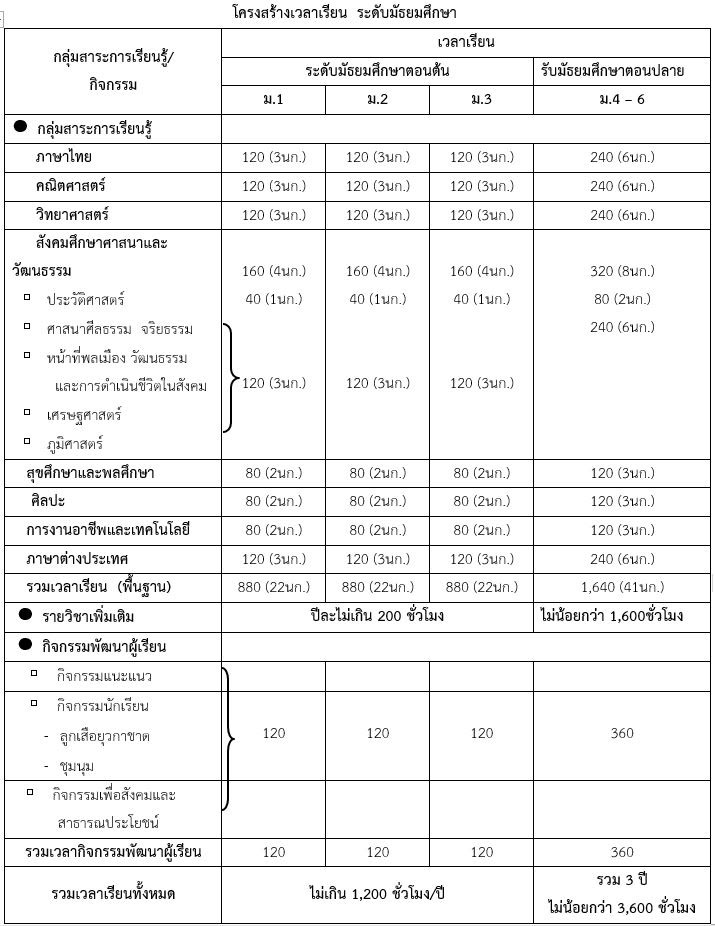 โครงสร้างเวลาเรียน ระดับมัธยมศึกษา
กลุ่มสาระการเรียนรู้/
กิจกรรม
เวลาเรียน
ระดับมัธยมศึกษาตอนต้น รับมัธยมศึกษาตอนปลาย
ม.1 ม.2 ม.3 ม.4 – 6
● กลุ่มสาระการเรียนรู้
ภาษาไทย 120 (3นก.) 120 (3นก.) 120 (3นก.) 240 (6นก.)
คณิตศาสตร์ 120 (3นก.) 120 (3นก.) 120 (3นก.) 240 (6นก.)
วิทยาศาสตร์ 120 (3นก.) 120 (3นก.) 120 (3นก.) 240 (6นก.)
สังคมศึกษาศาสนาและ
วัฒนธรรม 160 (4นก.) 160 (4นก.) 160 (4นก.) 320 (8นก.)
ประวัติศาสตร์ 40 (1นก.) 40 (1นก.) 40 (1นก.) 80 (2นก.)
ศาสนาศีลธรรม จริยธรรม 240 (6นก.)
หน้าที่พลเมือง วัฒนธรรม
และการดำเนินชีวิตในสังคม 120 (3นก.) 120 (3นก.) 120 (3นก.)
เศรษฐศาสตร์
ภูมิศาสตร์
สุขศึกษาและพลศึกษา 80 (2นก.) 80 (2นก.) 80 (2นก.) 120 (3นก.)
ศิลปะ 80 (2นก.) 80 (2นก.) 80 (2นก.) 120 (3นก.)
การงานอาชีพและเทคโนโลยี 80 (2นก.) 80 (2นก.) 80 (2นก.) 120 (3นก.)
ภาษาต่างประเทศ 120 (3นก.) 120 (3นก.) 120 (3นก.) 240 (6นก.)
รวมเวลาเรียน (พื้นฐาน) 880 (22นก.) 880 (22นก.) 880 (22นก.) 1,640 (41นก.)
● รายวิชาเพิ่มเติม ปีละไม่เกิน 200 ชั่วโมง ไม่น้อยกว่า 1,600ชั่วโมง
● กิจกรรมพัฒนาผู้เรียน
กิจกรรมแนะแนว
กิจกรรมนักเรียน
- ลูกเสือยุวกาชาด 120 120 120 360
- ชุมนุม
กิจกรรมเพื่อสังคมและ
สาธารณประโยชน์
รวมเวลากิจกรรมพัฒนาผู้เรียน 120 120 120 360
รวมเวลาเรียนทั้งหมด ไม่เกิน 1,200 ชั่วโมง/ปี รวม 3 ปี
ไม่น้อยกว่า 3,600 ชั่วโมง